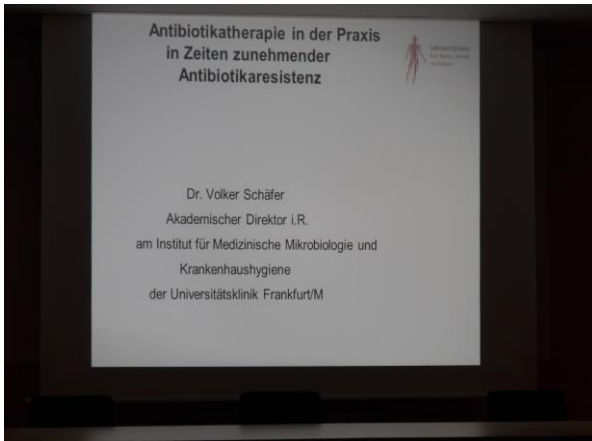 Antibiotikatherapie in der Praxis
in Zeiten zunehmender
Antibiotikaresistenz
Dr. Volker Schäfer
Akademischer Direktor i.R.
am Institut für Medizinische Mikrobiologie und
Krankenhaushygiene
der Universitätsklinik Frankfurt/M